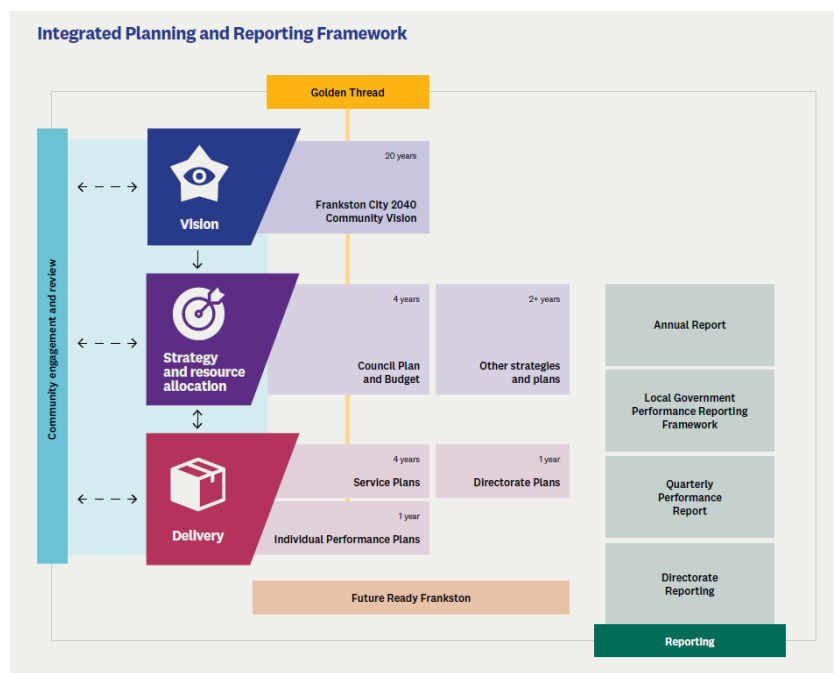 Integrated Planning and Reporting Framework
Golden Thread
Community engagement and review
Vision
20 years
Frankston City 2040
Community Vision
Strategy
and resource
allocation
4 years
Council Plan
and Budget
2+ years
Other strategies
and plans
Delivery
4 years
Service Plans
1 year
Directorate Plans
1 year
Individual Performance Plans
Future Ready Frankston
Annual Report
Local Government
Performance Reporting
Framework
Quarterly
Performance
Report
Directorate
Reporting
Reporting